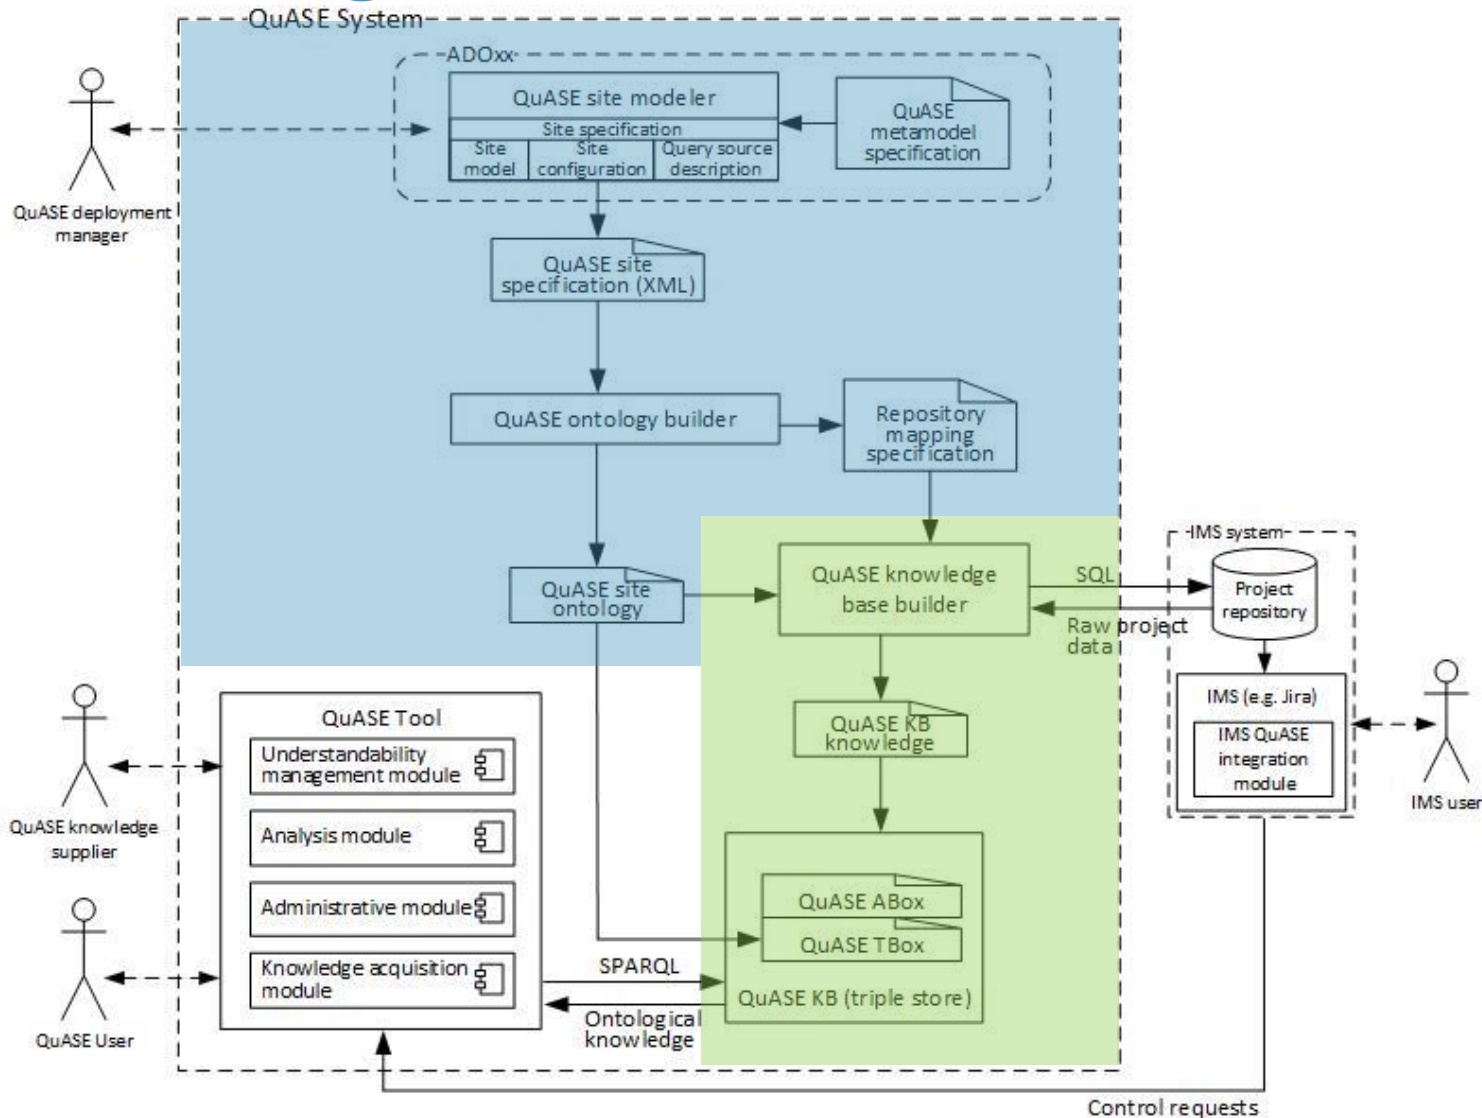 QuASE System
ADOxx
QuASE site modeler
Site specification
Site
model
Site
configuration
Query source
description
QuASE
metamodel
specification
QuASE deployment
manager
QuASE site
specification (XML)
QuASE ontology builder
Repository
mapping
specification
QuASE site
ontology
QuASE knowledge
base builder
SQL
Raw project
data
IMS system
Project
repository
IMS (e.g. Jira)
IMS QuASE
integration
module
IMS user
QuASE KB
knowledge
QuASE Tool
Understandability
management module
Analysis module
Administrative module
Knowledge acquisition
module
QuASE knowledge
supplier
QuASE User
QuASE ABox
QuASE TBox
QuASE KB (triple store)
SPARQL
Ontological
knowledge
Control requests